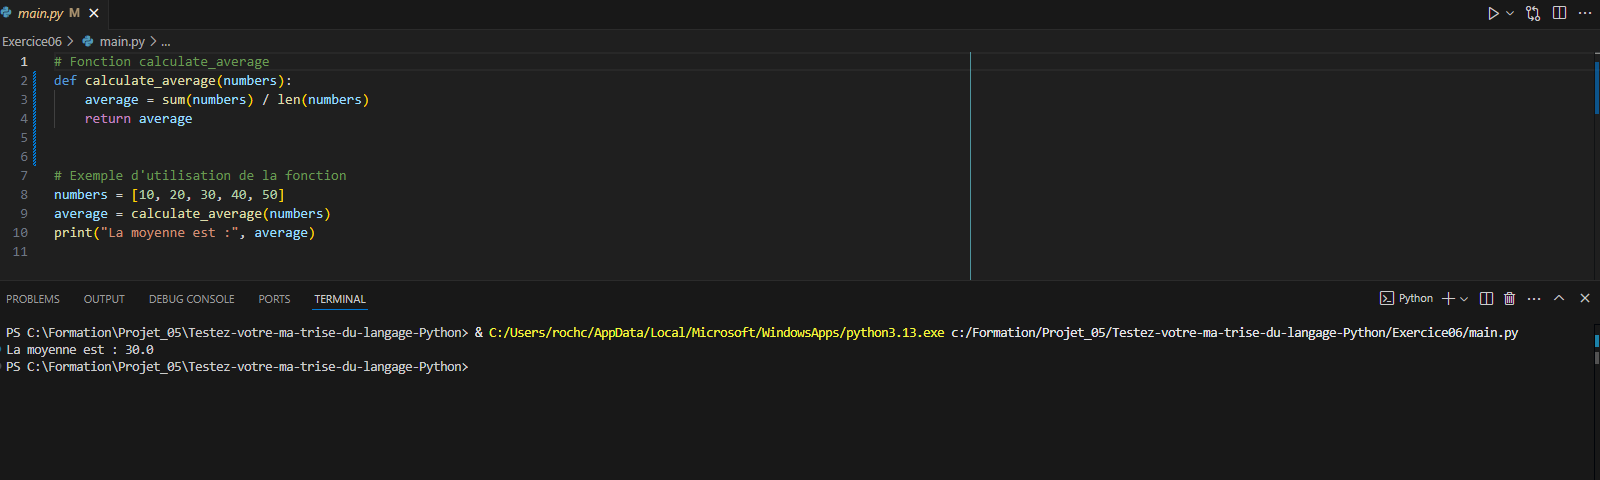 main.py M
Exercice06 > main.py > ...
1 # Fonction calculate_average
2 def calculate_average(numbers):
3 average = sum(numbers) / len(numbers)
4 return average
5
6
7 # Exemple d'utilisation de la fonction
8 numbers = [10, 20, 30, 40, 50]
9 average = calculate_average(numbers)
10 print("La moyenne est :", average)
11
PROBLEMS OUTPUT DEBUG CONSOLE PORTS TERMINAL Python
PS C:\Formation\Projet_05\Testez-votre-ma-trise-du-langage-Python> & C:/Users/rochc/AppData/Local/Microsoft/WindowsApps/python3.13.exe c:/Formation/Projet_05/Testez-votre-ma-trise-du-langage-Python/Exercice06/main.py
La moyenne est : 30.0
PS C:\Formation\Projet_05\Testez-votre-ma-trise-du-langage-Python>